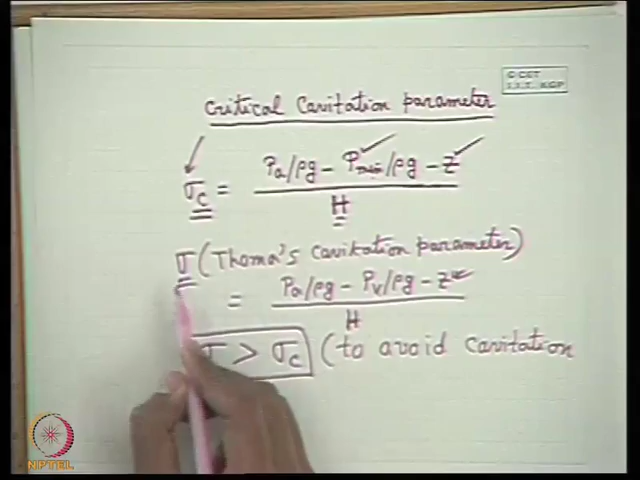 © CET
I.I.T. KGP
Critical Cavitation parameter
σc = Pa/ρg - Pmin/ρg - z
H
σ (Thoma's cavitation parameter)
= Pa/ρg - Pv/ρg - z
H
σ > σc (to avoid cavitation
NPTEL